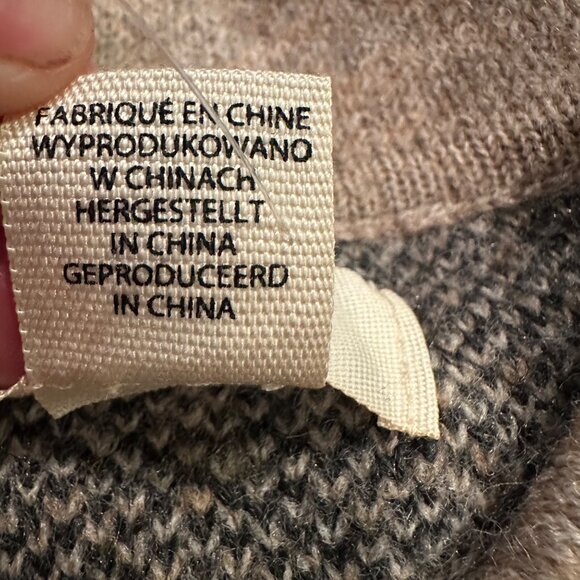 FABRIQUÉ EN CHINE
WYPRODUKOWANO
W CHINACH
HERGESTELLT
IN CHINA
GEPRODUCEERD
IN CHINA